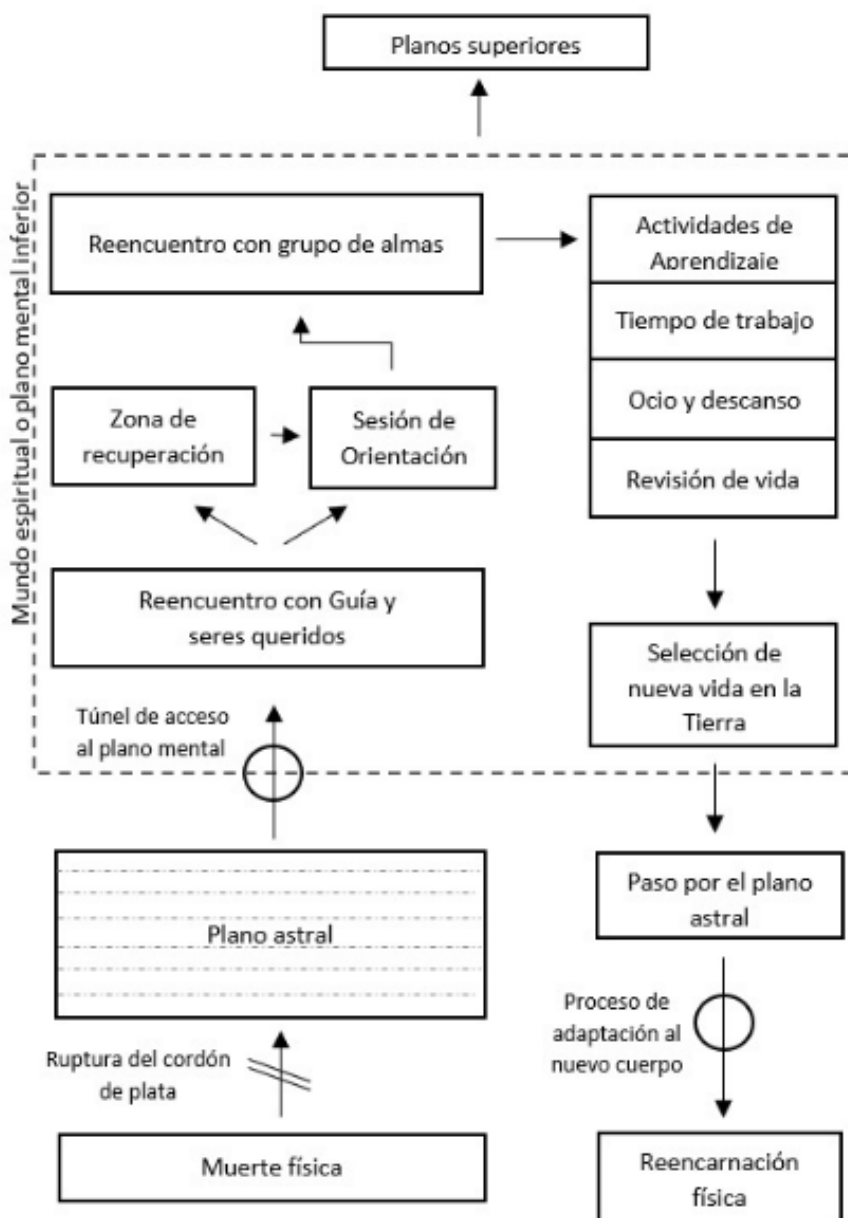 Planos superiores
Mundo espiritual o plano mental inferior
Reencuentro con grupo de almas
Actividades de
Aprendizaje
Tiempo de trabajo
Ocio y descanso
Revisión de vida
Zona de
recuperación
Sesión de
Orientación
Reencuentro con Guía y
seres queridos
Selección de
nueva vida en la
Tierra
Túnel de acceso
al plano mental
Plano astral
Paso por el plano
astral
Ruptura del cordón
de plata
Proceso de
adaptación al
nuevo cuerpo
Muerte física
Reencarnación
física